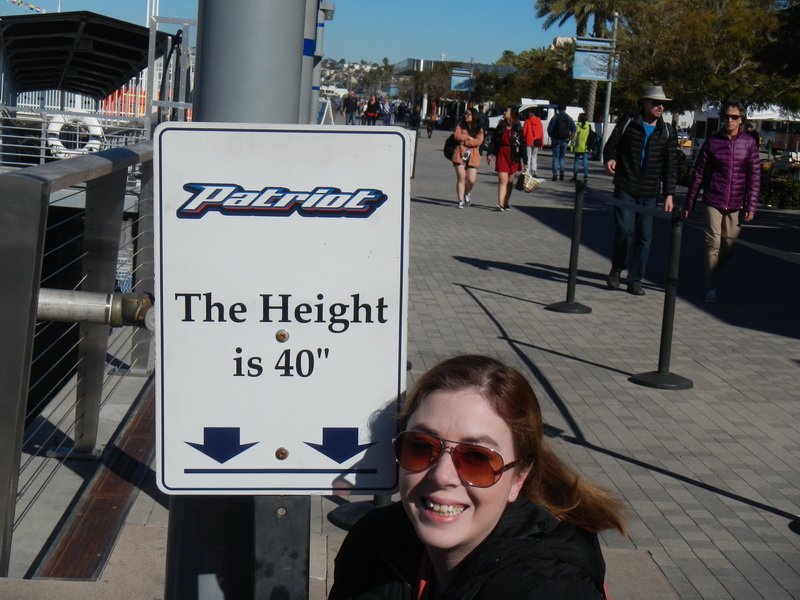 Patriot
The Height
is 40"